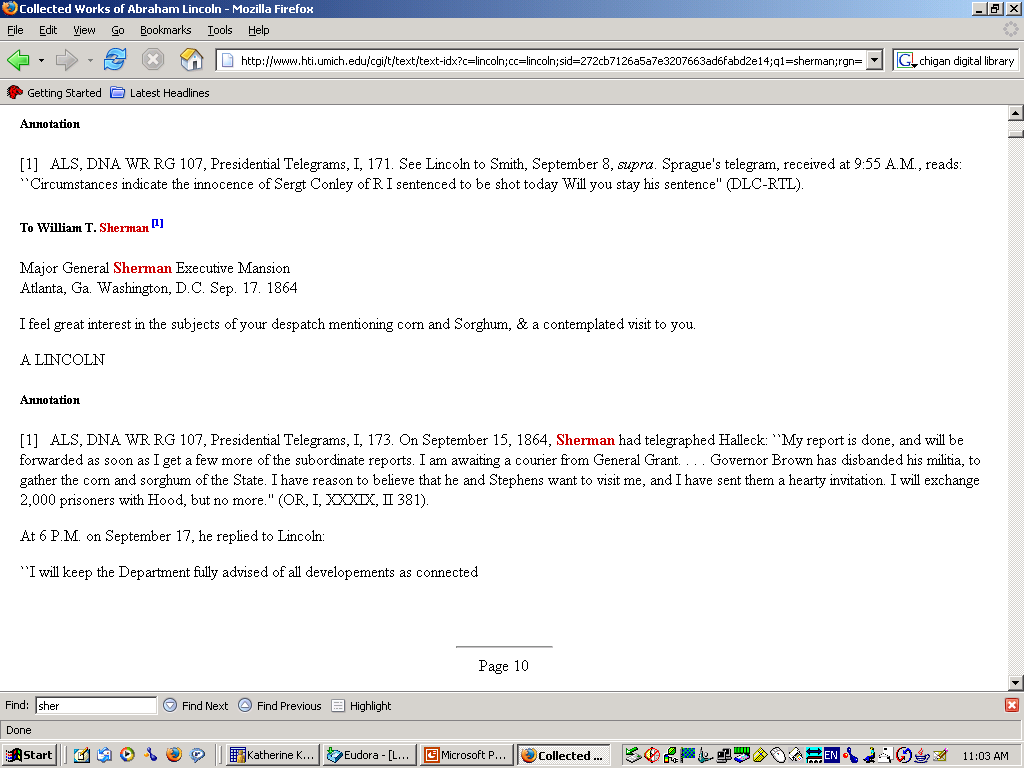 Collected Works of Abraham Lincoln - Mozilla Firefox
File Edit View Go Bookmarks Tools Help
http://www.hti.umich.edu/cgi/t/text/text-idx?c=lincoln;cc=lincoln;sid=272cb7126a5a7e3207663ad6fabd2e14;q1=sherman;rgn= G chigan digital library
Getting Started Latest Headlines
Annotation
[1] ALS, DNA WR RG 107, Presidential Telegrams, I, 171. See Lincoln to Smith, September 8, supra. Sprague's telegram, received at 9:55 A.M., reads:
``Circumstances indicate the innocence of Sergt Conley of R I sentenced to be shot today Will you stay his sentence'' (DLC-RTL).
To William T. Sherman [1]
Major General Sherman Executive Mansion
Atlanta, Ga. Washington, D.C. Sep. 17. 1864
I feel great interest in the subjects of your despatch mentioning corn and Sorghum, & a contemplated visit to you.
A LINCOLN
Annotation
[1] ALS, DNA WR RG 107, Presidential Telegrams, I, 173. On September 15, 1864, Sherman had telegraphed Halleck: ``My report is done, and will be
forwarded as soon as I get a few more of the subordinate reports. I am awaiting a courier from General Grant. . . . Governor Brown has disbanded his militia, to
gather the corn and sorghum of the State. I have reason to believe that he and Stephens want to visit me, and I have sent them a hearty invitation. I will exchange
2,000 prisoners with Hood, but no more.'' (OR, I, XXXIX, II 381).
At 6 P.M. on September 17, he replied to Lincoln:
``I will keep the Department fully advised of all developements as connected
Page 10
Find: sher Find Next Find Previous Highlight
Done
Start Katherine K... Eudora - [L... Microsoft P... Collected ... EN 11:03 AM